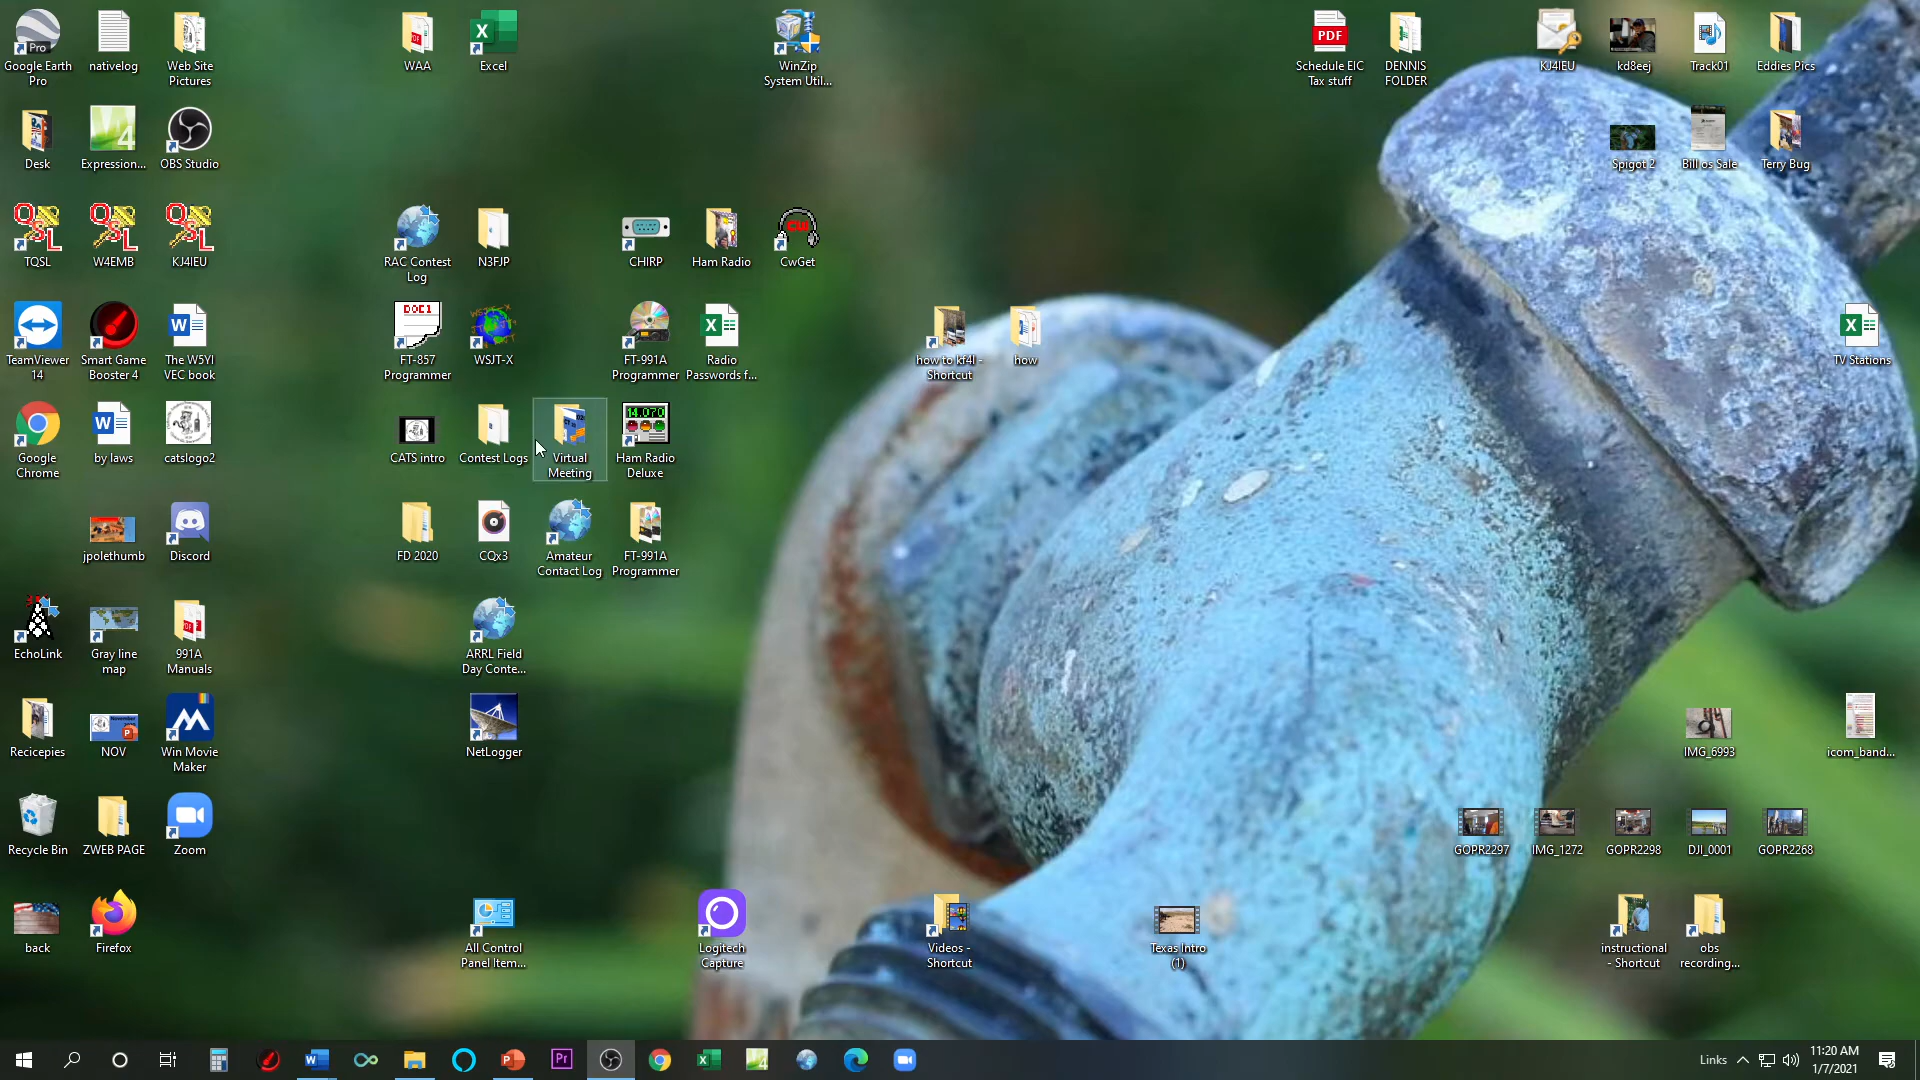 Google Earth
Pro
nativelog
Web Site
Pictures
WAA
Excel
WinZip
System Util...
Schedule EIC
Tax stuff
DENNIS
FOLDER
KJ4IEU
kd8eej
Track01
Eddies Pics
Desk
Expression...
OBS Studio
Spigot 2
Bill os Sale
Terry Bug
TQSL
W4EMB
KJ4IEU
RAC Contest
Log
N3FJP
CHIRP
Ham Radio
CwGet
TeamViewer
14
Smart Game
Booster 4
The W5YI
VEC book
FT-857
Programmer
WSJT-X
FT-991A
Programmer
Radio
Passwords f...
how to kf4l -
Shortcut
how
TV Stations
Google
Chrome
by laws
catslogo2
CATS intro
Contest Logs
Virtual
Meeting
Ham Radio
Deluxe
jpolethumb
Discord
FD 2020
CQx3
Amateur
Contact Log
FT-991A
Programmer
EchoLink
Gray line
map
991A
Manuals
ARRL Field
Day Conte...
Recicepies
NOV
Win Movie
Maker
NetLogger
IMG_6993
icom_band...
Recycle Bin
ZWEB PAGE
Zoom
GOPR2297
IMG_1272
GOPR2298
DJI_0001
GOPR2268
back
Firefox
All Control
Panel Item...
Logitech
Capture
Videos -
Shortcut
Texas Intro
(1)
instructional
- Shortcut
obs
recording...
Links
11:20 AM
1/7/2021